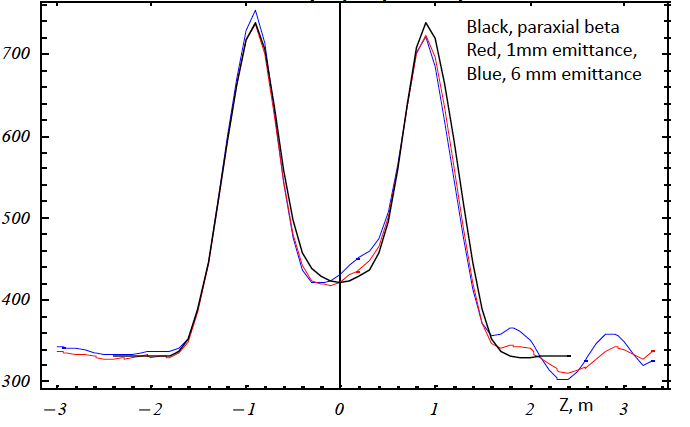 Black, paraxial beta
Red, 1mm emittance,
Blue, 6 mm emittance
700
600
500
400
300
−3 −2 −1 0 1 2 Z, m 3